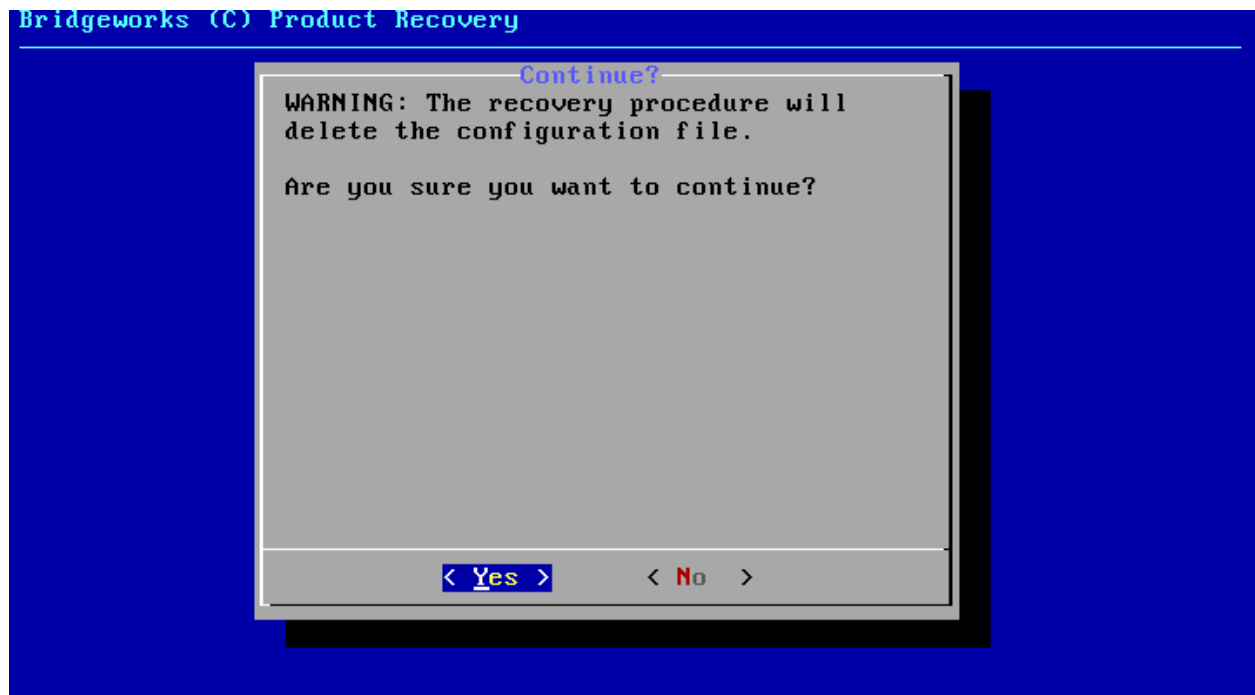 Bridgeworks (C) Product Recovery
Continue?
WARNING: The recovery procedure will
delete the configuration file.
Are you sure you want to continue?
< Yes > < No >